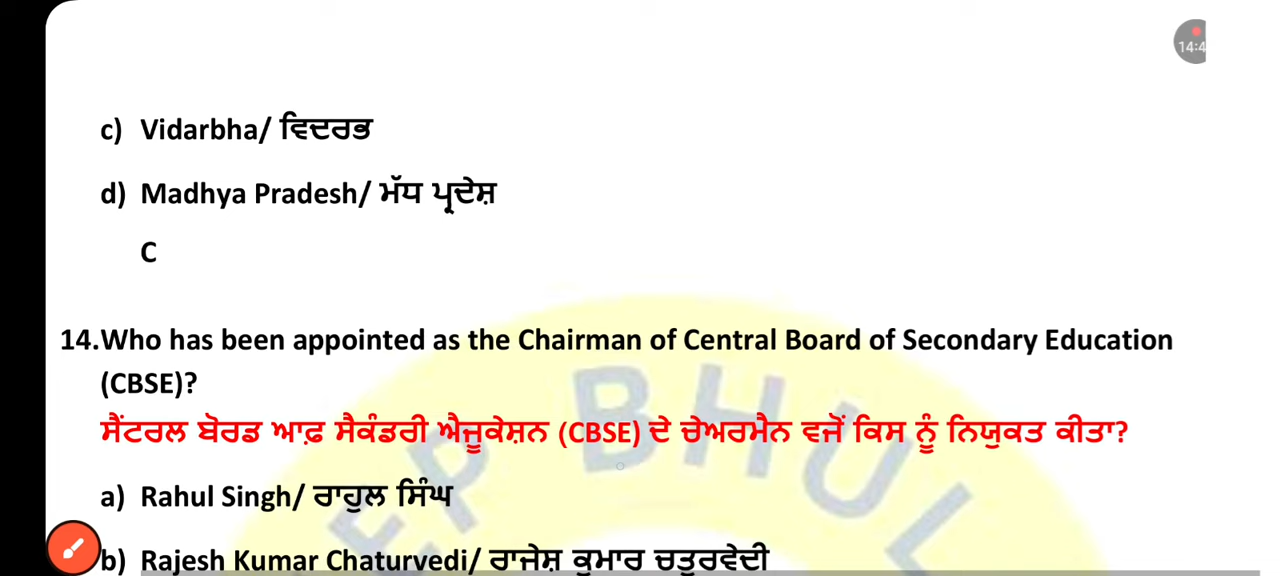 14:4
c) Vidarbha/ ਵਿਦਰਭ
d) Madhya Pradesh/ ਮੱਧ ਪ੍ਰਦੇਸ਼
C
14.Who has been appointed as the Chairman of Central Board of Secondary Education
(CBSE)?
ਸੈਂਟਰਲ ਬੋਰਡ ਆਫ਼ ਸੈਕੰਡਰੀ ਐਜੂਕੇਸ਼ਨ (CBSE) ਦੇ ਚੇਅਰਮੈਨ ਵਜੋਂ ਕਿਸ ਨੂੰ ਨਿਯੁਕਤ ਕੀਤਾ?
a) Rahul Singh/ ਰਾਹੁਲ ਸਿੰਘ
b) Rajesh Kumar Chaturvedi/ ਰਾਜੇਸ਼ ਕੁਮਾਰ ਚਤੁਰਵੇਦੀ